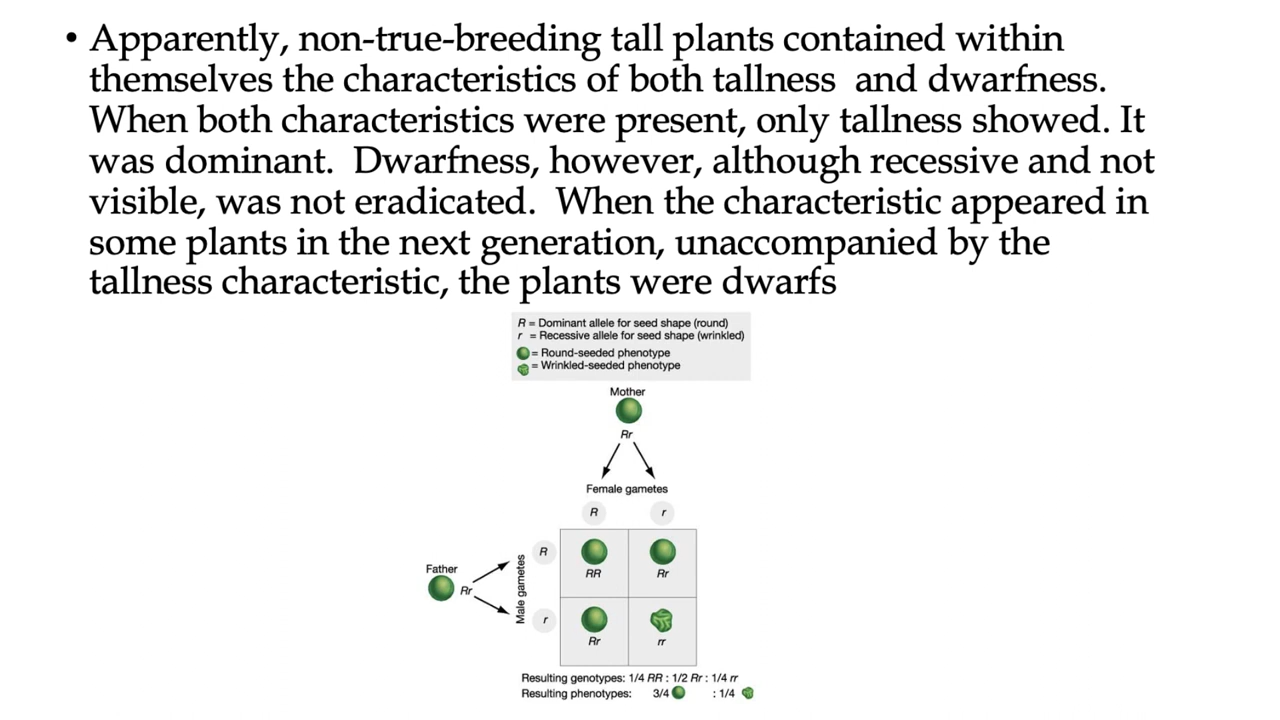 • Apparently, non-true-breeding tall plants contained within
themselves the characteristics of both tallness  and dwarfness.
When both characteristics were present, only tallness showed. It
was dominant.  Dwarfness, however, although recessive and not
visible, was not eradicated.  When the characteristic appeared in
some plants in the next generation, unaccompanied by the
tallness characteristic, the plants were dwarfs
R = Dominant allele for seed shape (round)
r = Recessive allele for seed shape (wrinkled)
= Round-seeded phenotype
= Wrinkled-seeded phenotype
Mother
Rr
Female gametes
R r
Father
Rr
Male gametes
R
RR Rr
r
Rr rr
Resulting genotypes: 1/4 RR : 1/2 Rr : 1/4 rr
Resulting phenotypes: 3/4 : 1/4